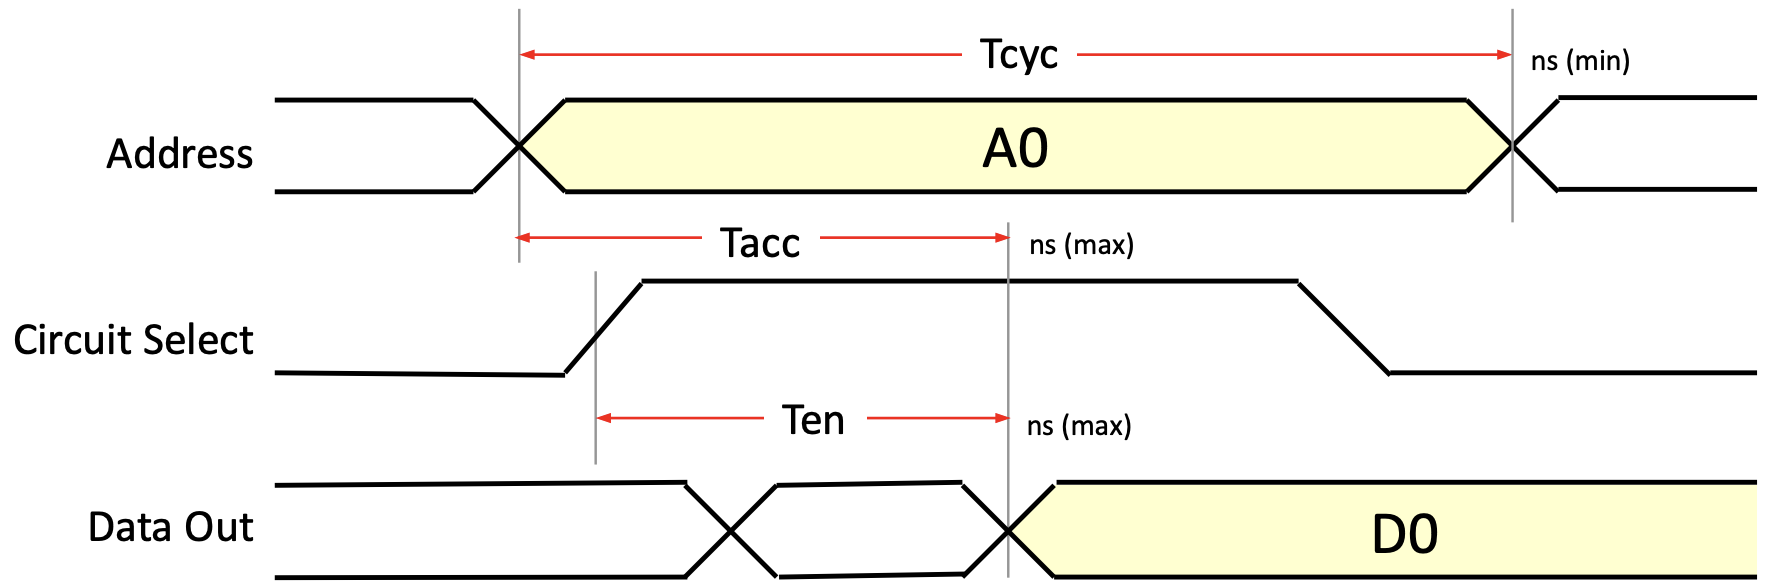 Tcyc
ns (min)
Address
A0
Tacc
ns (max)
Circuit Select
Ten
ns (max)
Data Out
D0